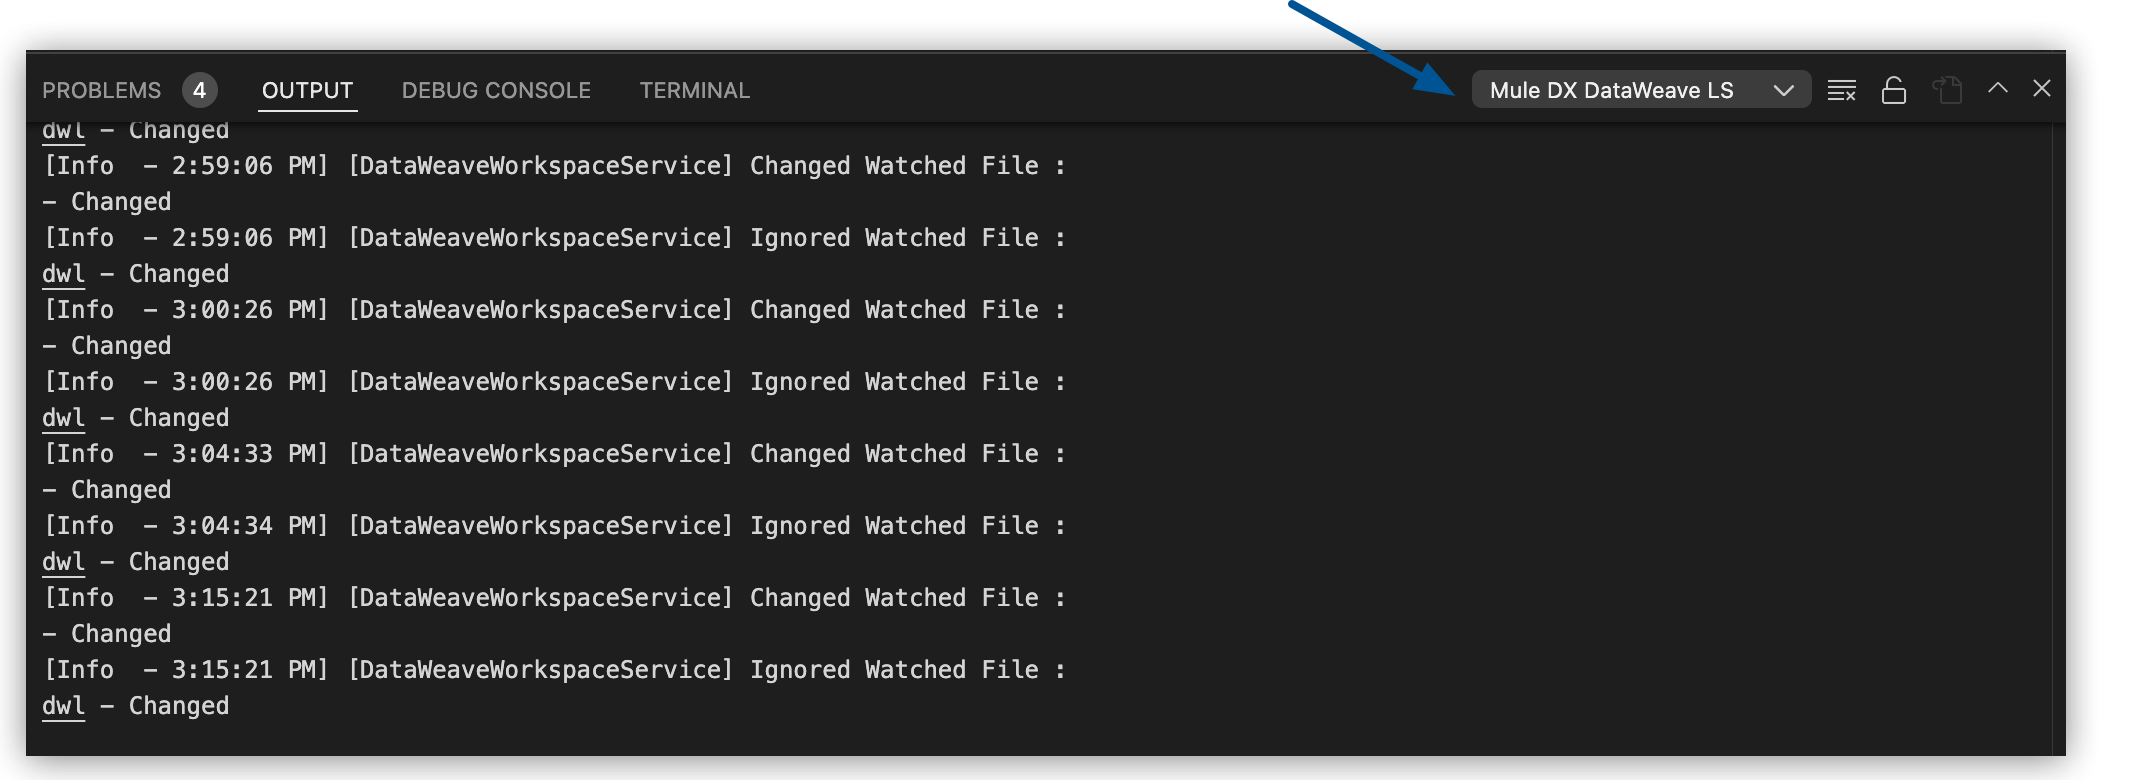 PROBLEMS 4 OUTPUT DEBUG CONSOLE TERMINAL Mule DX DataWeave LS
dwl - Changed
[Info  - 2:59:06 PM] [DataWeaveWorkspaceService] Changed Watched File :
- Changed
[Info  - 2:59:06 PM] [DataWeaveWorkspaceService] Ignored Watched File :
dwl - Changed
[Info  - 3:00:26 PM] [DataWeaveWorkspaceService] Changed Watched File :
- Changed
[Info  - 3:00:26 PM] [DataWeaveWorkspaceService] Ignored Watched File :
dwl - Changed
[Info  - 3:04:33 PM] [DataWeaveWorkspaceService] Changed Watched File :
- Changed
[Info  - 3:04:34 PM] [DataWeaveWorkspaceService] Ignored Watched File :
dwl - Changed
[Info  - 3:15:21 PM] [DataWeaveWorkspaceService] Changed Watched File :
- Changed
[Info  - 3:15:21 PM] [DataWeaveWorkspaceService] Ignored Watched File :
dwl - Changed